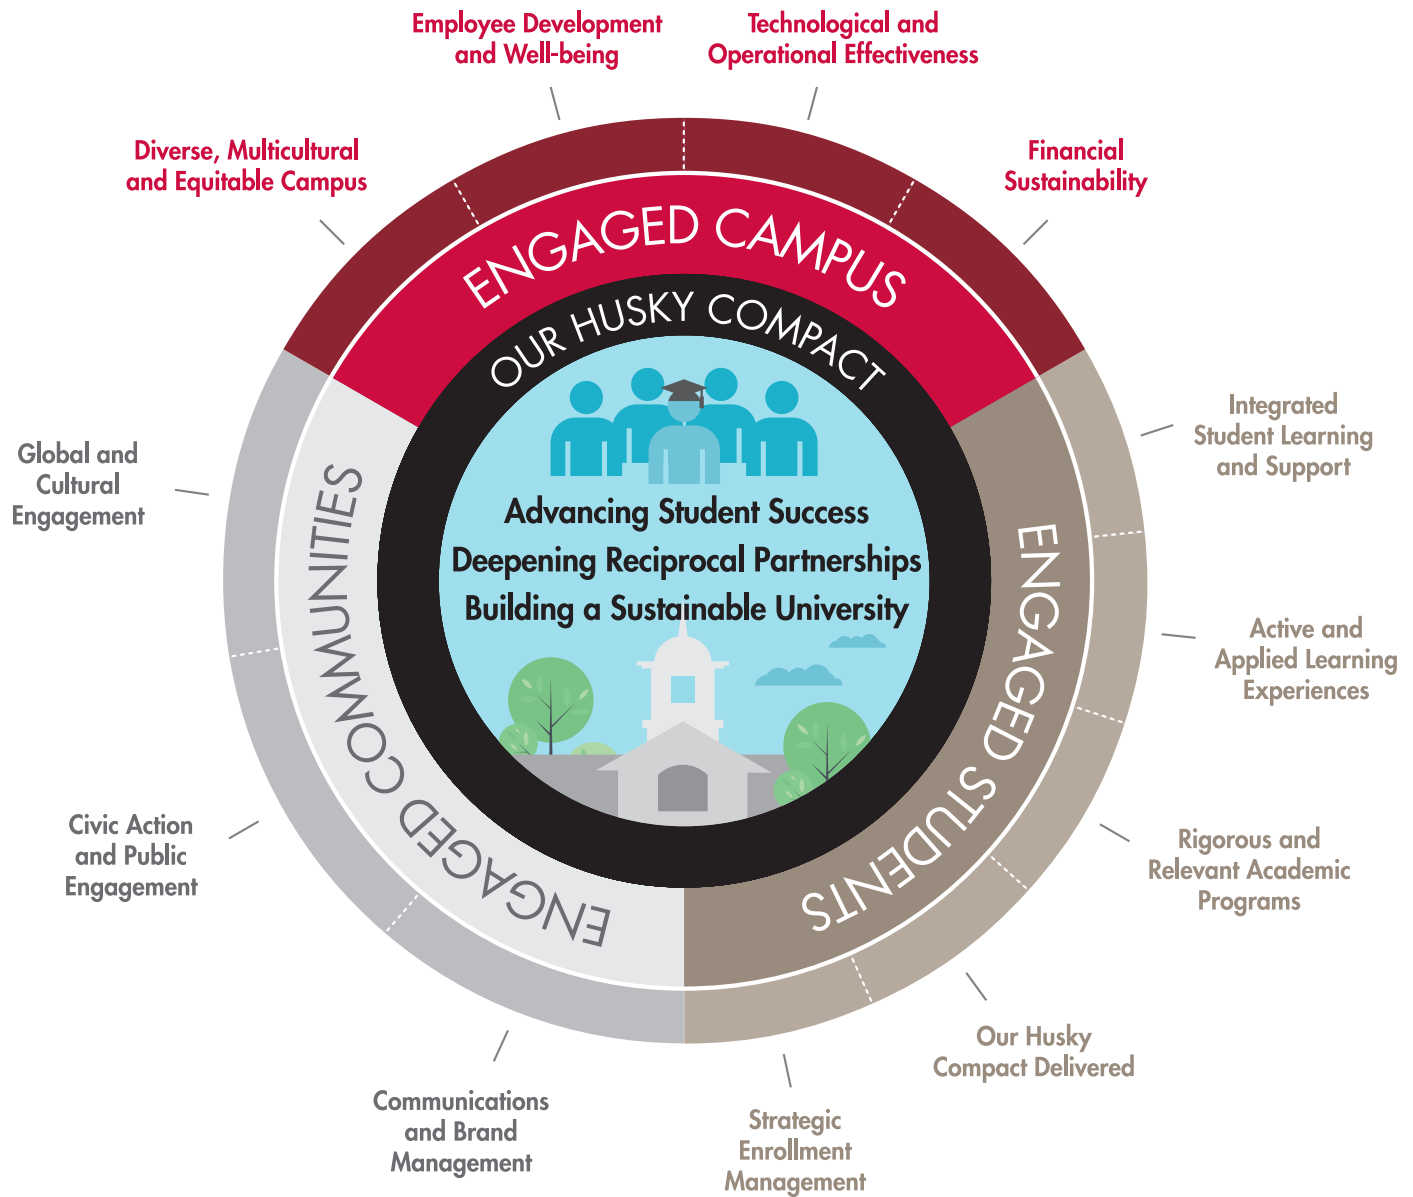 Employee Development
and Well-being
Technological and
Operational Effectiveness
Diverse, Multicultural
and Equitable Campus
Financial
Sustainability
ENGAGED CAMPUS
OUR HUSKY COMPACT
Advancing Student Success
Deepening Reciprocal Partnerships
Building a Sustainable University
ENGAGED COMMUNITIES
ENGAGED STUDENTS
Integrated
Student Learning
and Support
Global and
Cultural
Engagement
Active and
Applied Learning
Experiences
Civic Action
and Public
Engagement
Rigorous and
Relevant Academic
Programs
Our Husky
Compact Delivered
Communications
and Brand
Management
Strategic
Enrollment
Management